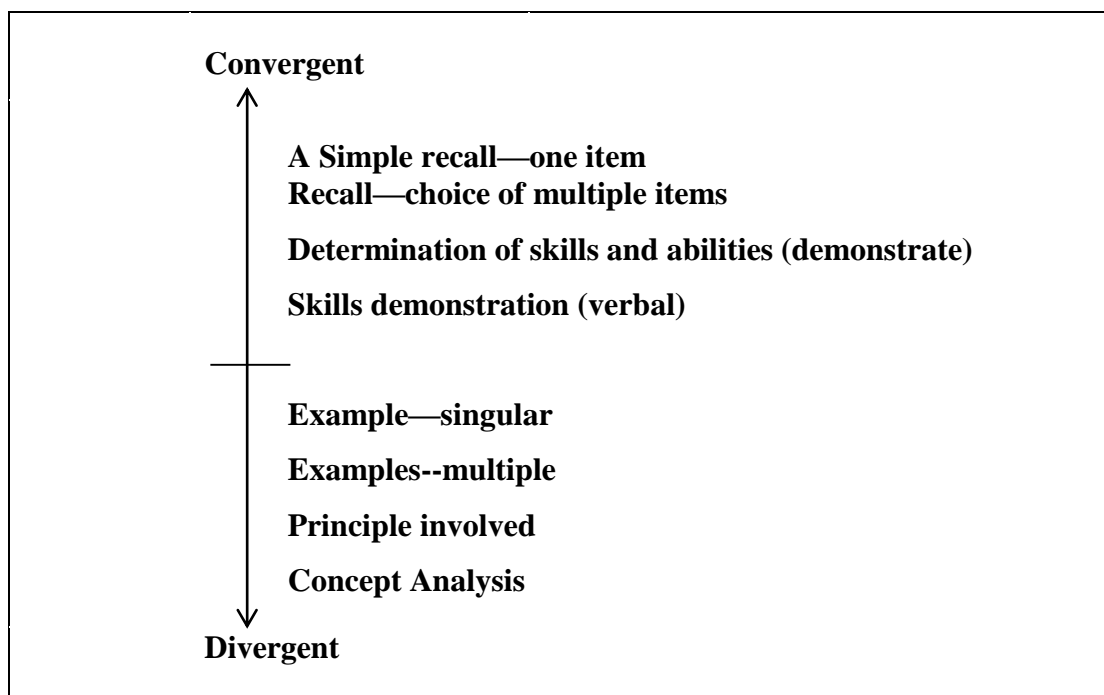 Convergent
A Simple recall—one item
Recall—choice of multiple items
Determination of skills and abilities (demonstrate)
Skills demonstration (verbal)
Example—singular
Examples--multiple
Principle involved
Concept Analysis
Divergent